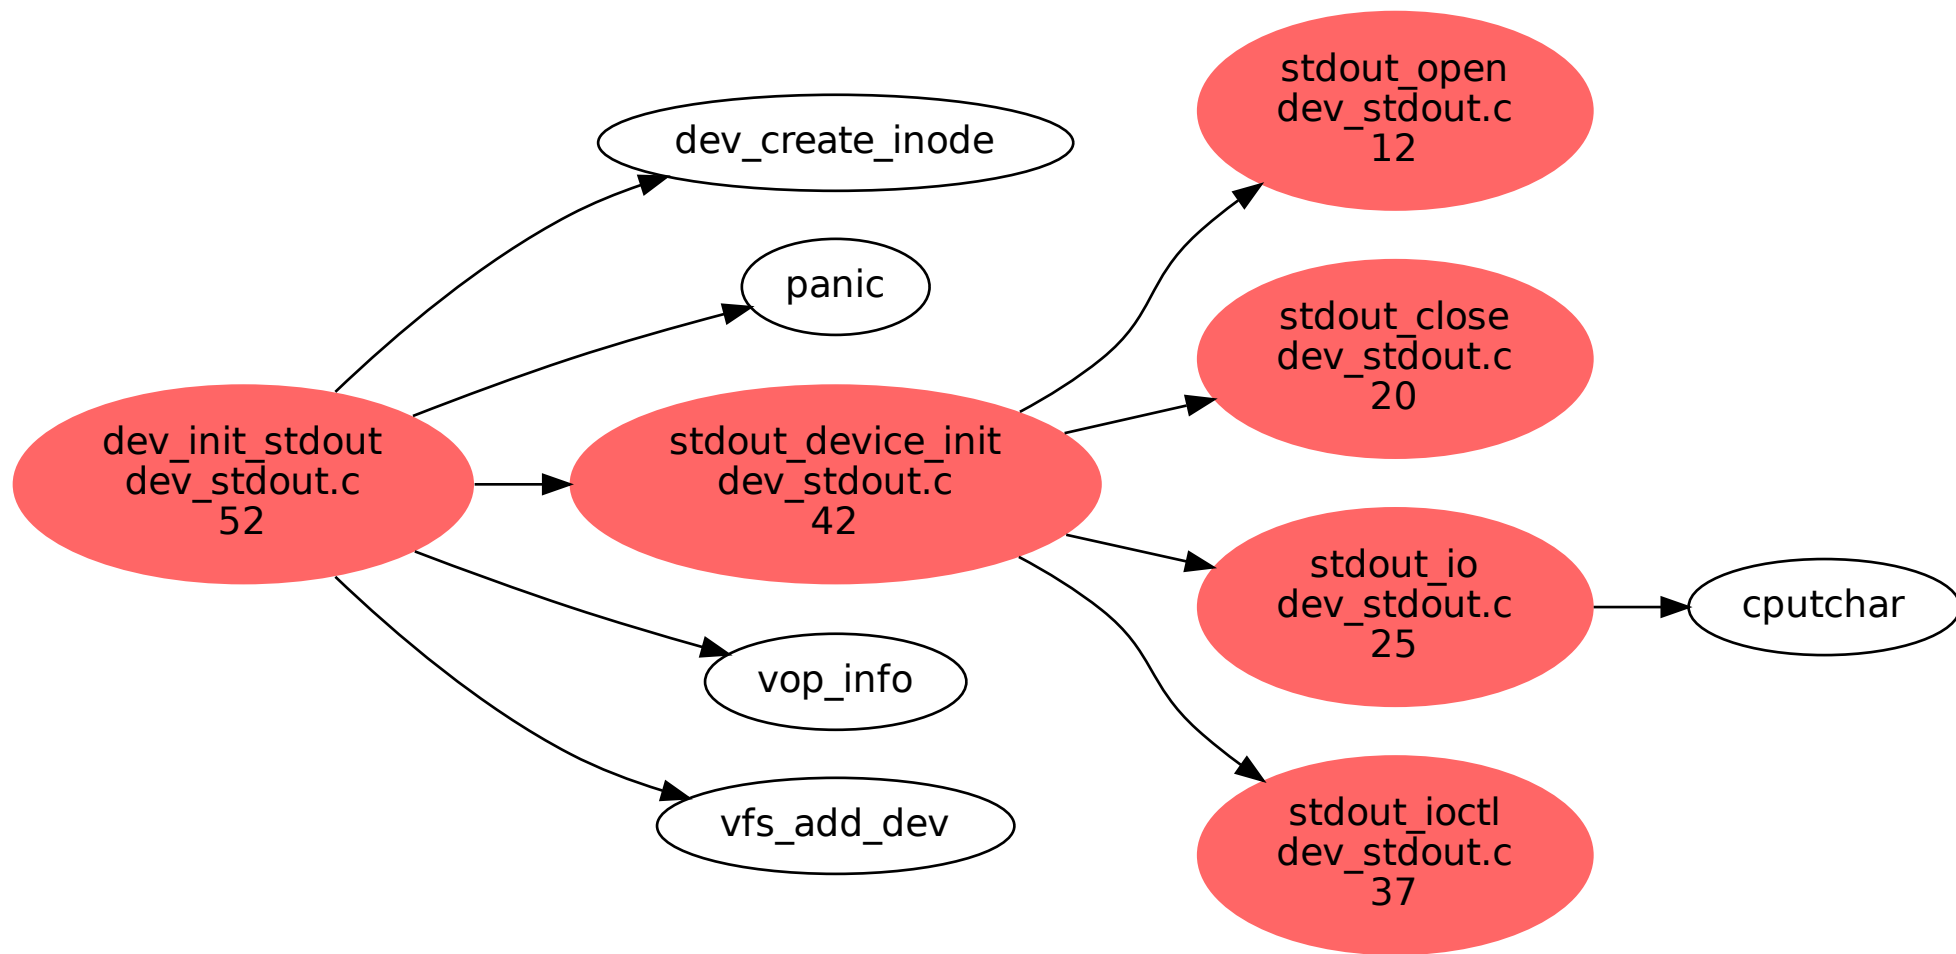 dev_init_stdout
dev_stdout.c
52
dev_create_inode
panic
stdout_device_init
dev_stdout.c
42
vop_info
vfs_add_dev
stdout_open
dev_stdout.c
12
stdout_close
dev_stdout.c
20
stdout_io
dev_stdout.c
25
stdout_ioctl
dev_stdout.c
37
cputchar